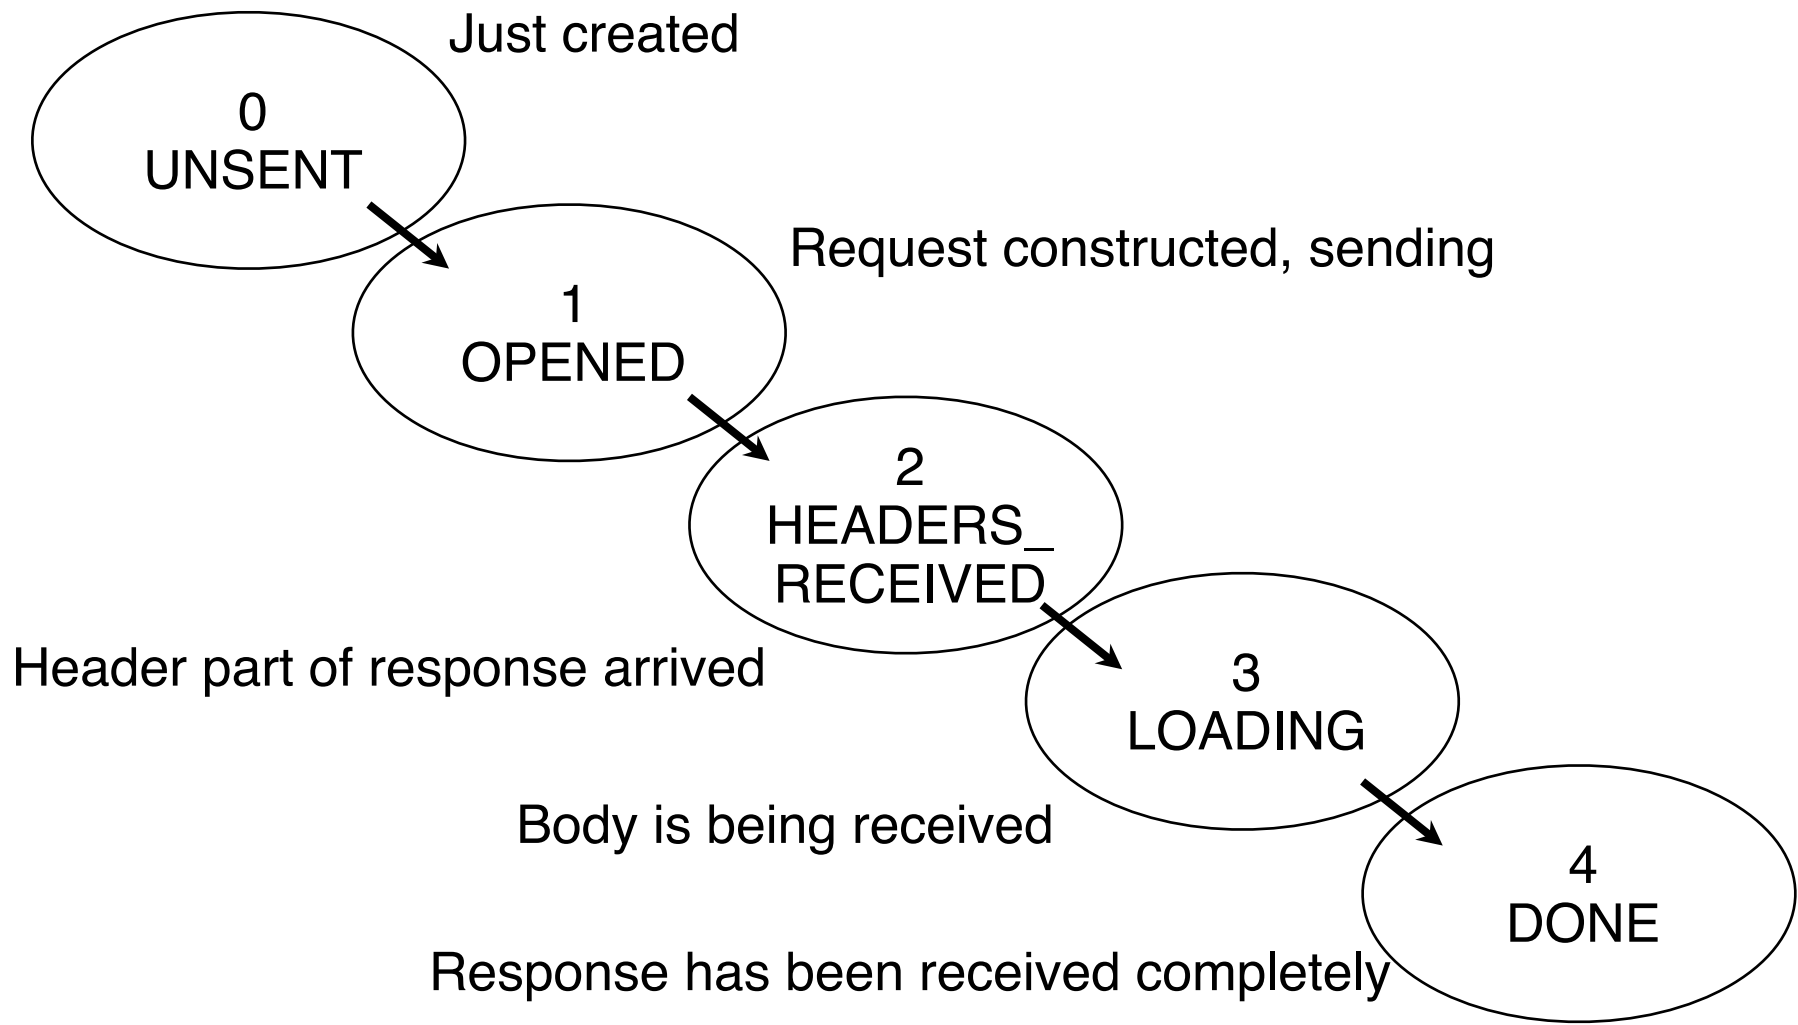 Just created
0
UNSENT
Request constructed, sending
1
OPENED
2
HEADERS_
RECEIVED
Header part of response arrived
3
LOADING
Body is being received
4
DONE
Response has been received completely